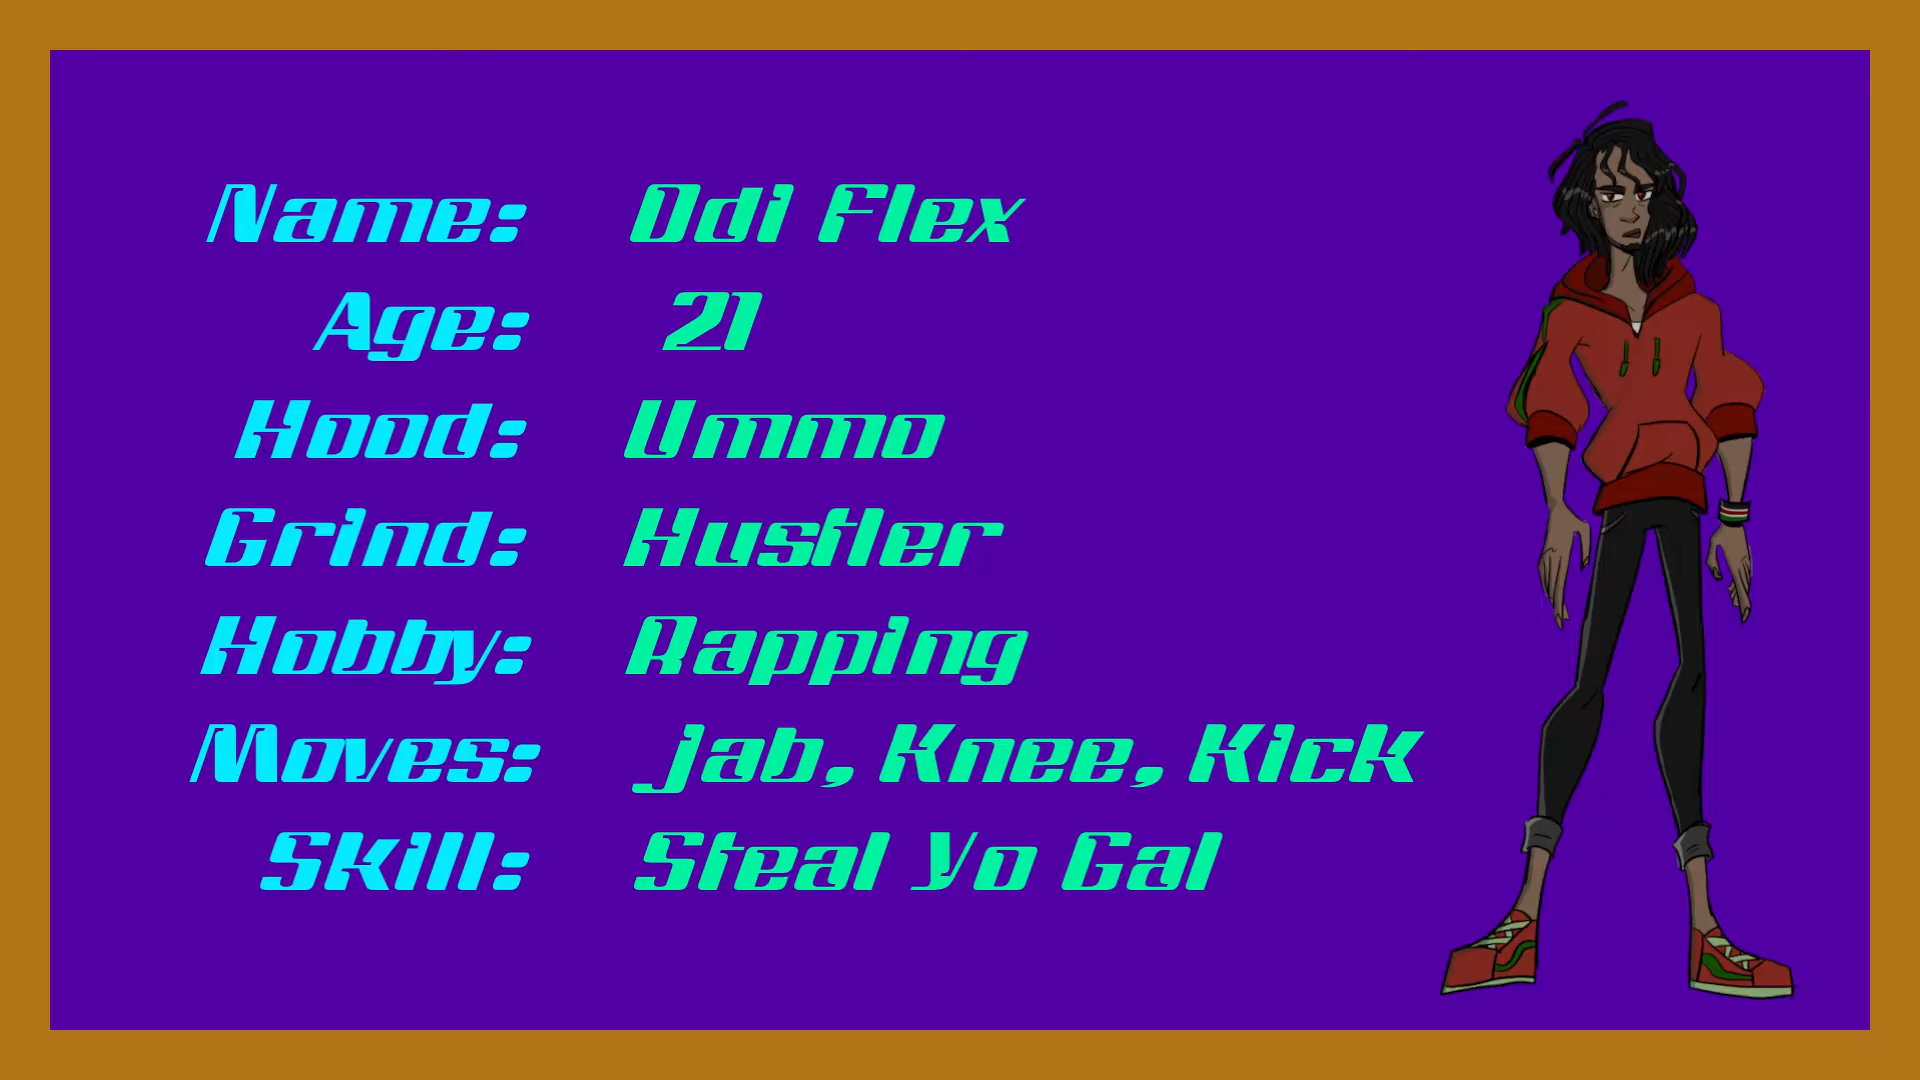 Name: Odi Flex
Age: 21
Hood: Ummo
Grind: Hustler
Hobby: Rapping
Moves: jab, Knee, Kick
Skill: Steal Yo Gal